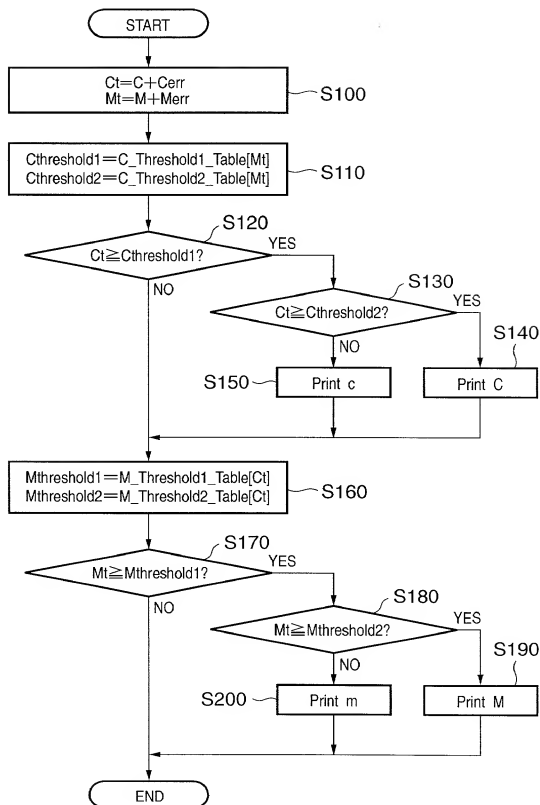 START
Ct=C+Cerr
Mt=M+Merr
S100
Cthreshold1=C_Threshold1_Table[Mt]
Cthreshold2=C_Threshold2_Table[Mt]
S110
S120
Ct≧Cthreshold1?
YES
NO
S130
Ct≧Cthreshold2?
YES
NO
S140
S150
Print c
Print C
Mthreshold1=M_Threshold1_Table[Ct]
Mthreshold2=M_Threshold2_Table[Ct]
S160
S170
Mt≧Mthreshold1?
YES
NO
S180
Mt≧Mthreshold2?
YES
NO
S190
S200
Print m
Print M
END